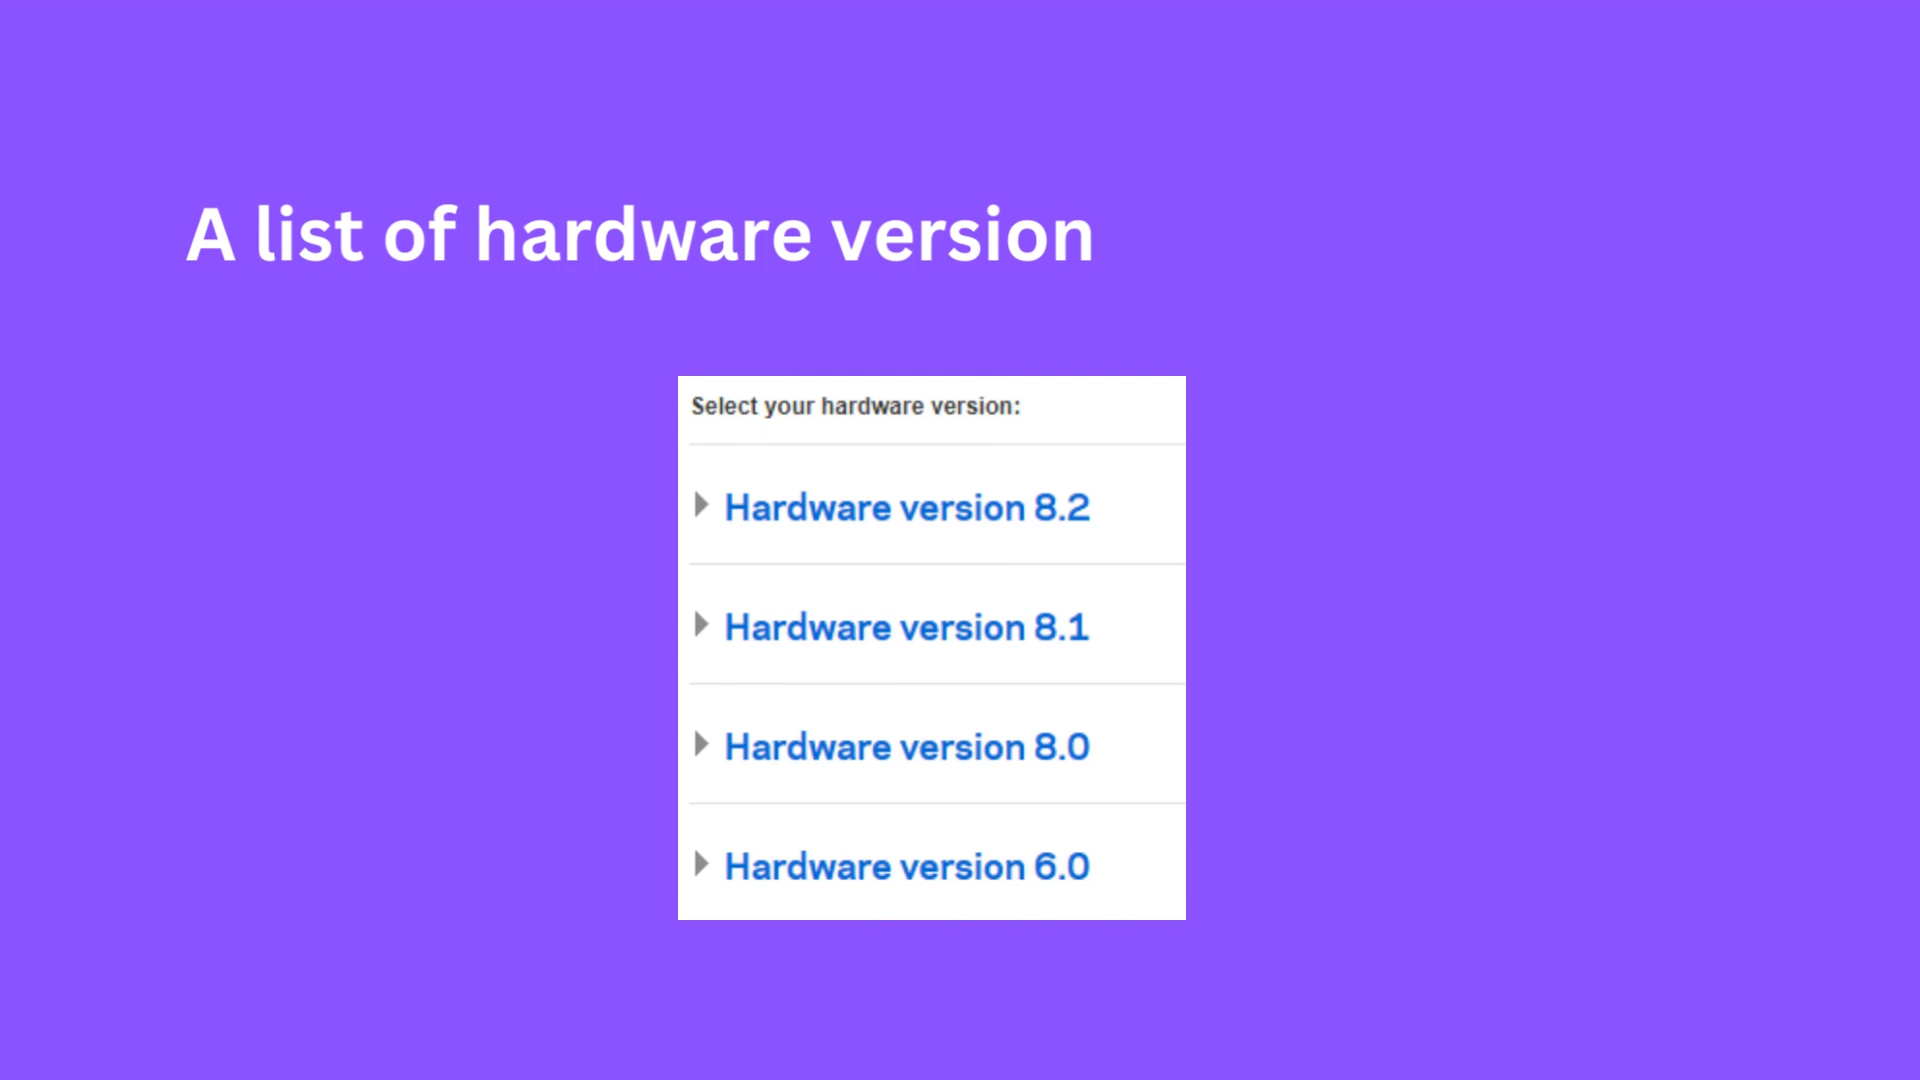 A list of hardware version
Select your hardware version:
Hardware version 8.2
Hardware version 8.1
Hardware version 8.0
Hardware version 6.0